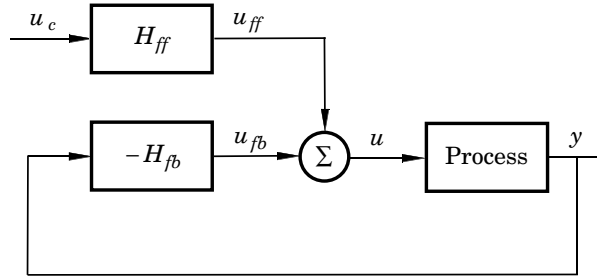 u_c
H_ff
u_ff
−H_fb
u_fb
Σ
u
Process
y